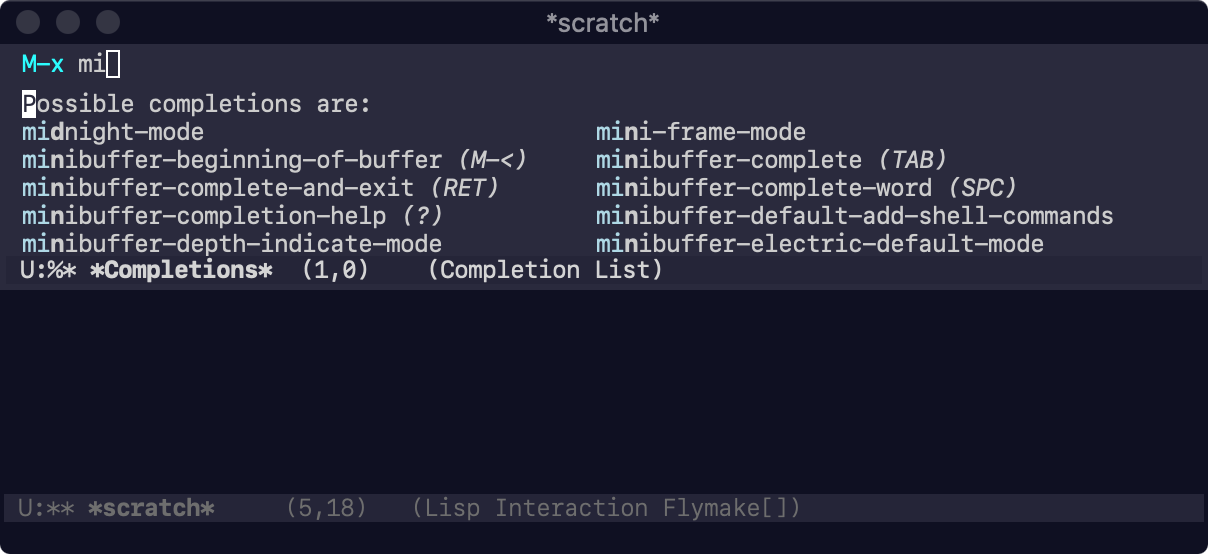 *scratch*
M-x mi
Possible completions are:
midnight-mode mini-frame-mode
minibuffer-beginning-of-buffer (M-<) minibuffer-complete (TAB)
minibuffer-complete-and-exit (RET) minibuffer-complete-word (SPC)
minibuffer-completion-help (?) minibuffer-default-add-shell-commands
minibuffer-depth-indicate-mode minibuffer-electric-default-mode
U:%* *Completions* (1,0) (Completion List)
U:** *scratch* (5,18) (Lisp Interaction Flymake[])